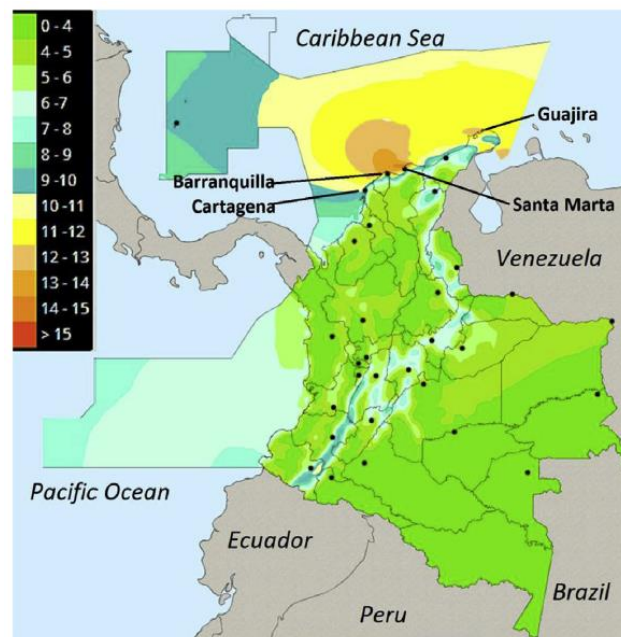 0 - 4
4 - 5
5 - 6
6 - 7
7 - 8
8 - 9
9 - 10
10 - 11
11 - 12
12 - 13
13 - 14
14 - 15
> 15
Caribbean Sea
Guajira
Barranquilla
Cartagena
Santa Marta
Venezuela
Pacific Ocean
Ecuador
Peru
Brazil